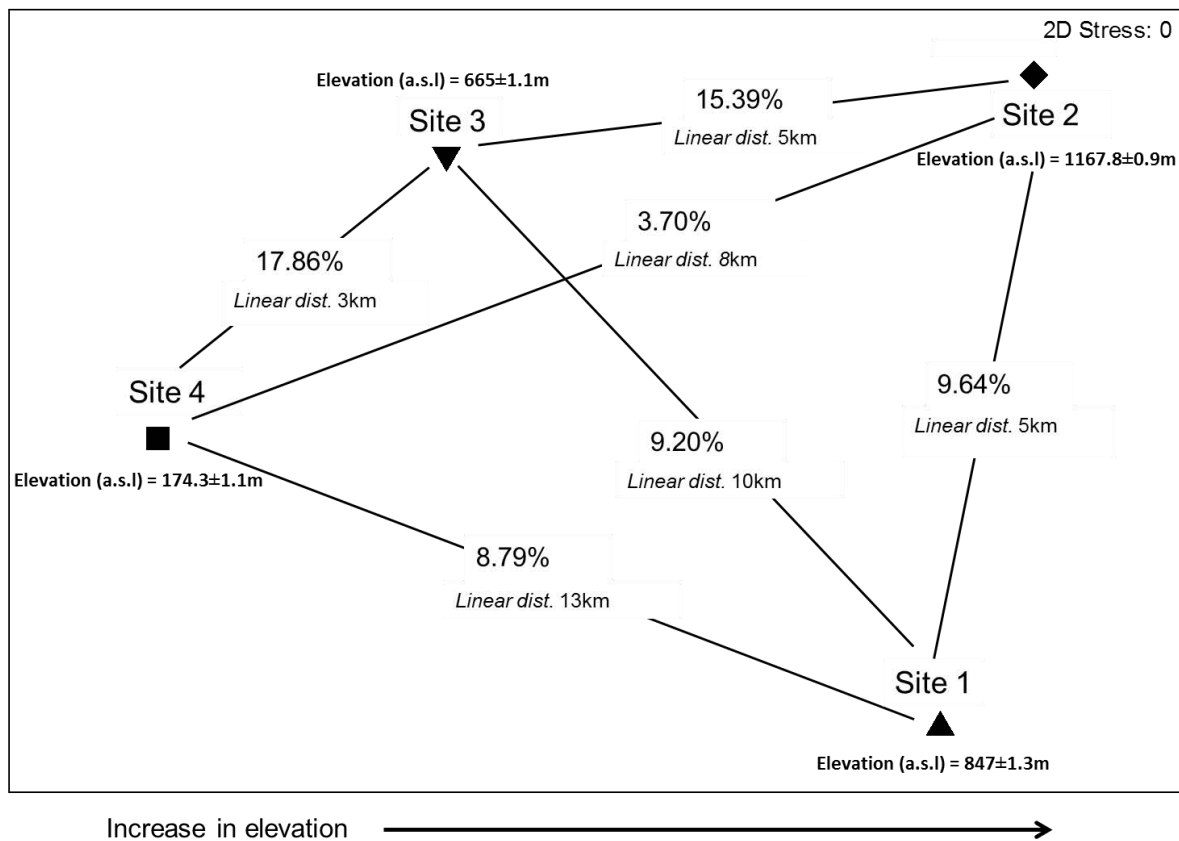 2D Stress: 0
Elevation (a.s.l) = 665±1.1m
Site 3
15.39%
Linear dist. 5km
Site 2
Elevation (a.s.l) = 1167.8±0.9m
3.70%
Linear dist. 8km
17.86%
Linear dist. 3km
Site 4
Elevation (a.s.l) = 174.3±1.1m
9.64%
Linear dist. 5km
9.20%
Linear dist. 10km
8.79%
Linear dist. 13km
Site 1
Elevation (a.s.l) = 847±1.3m
Increase in elevation